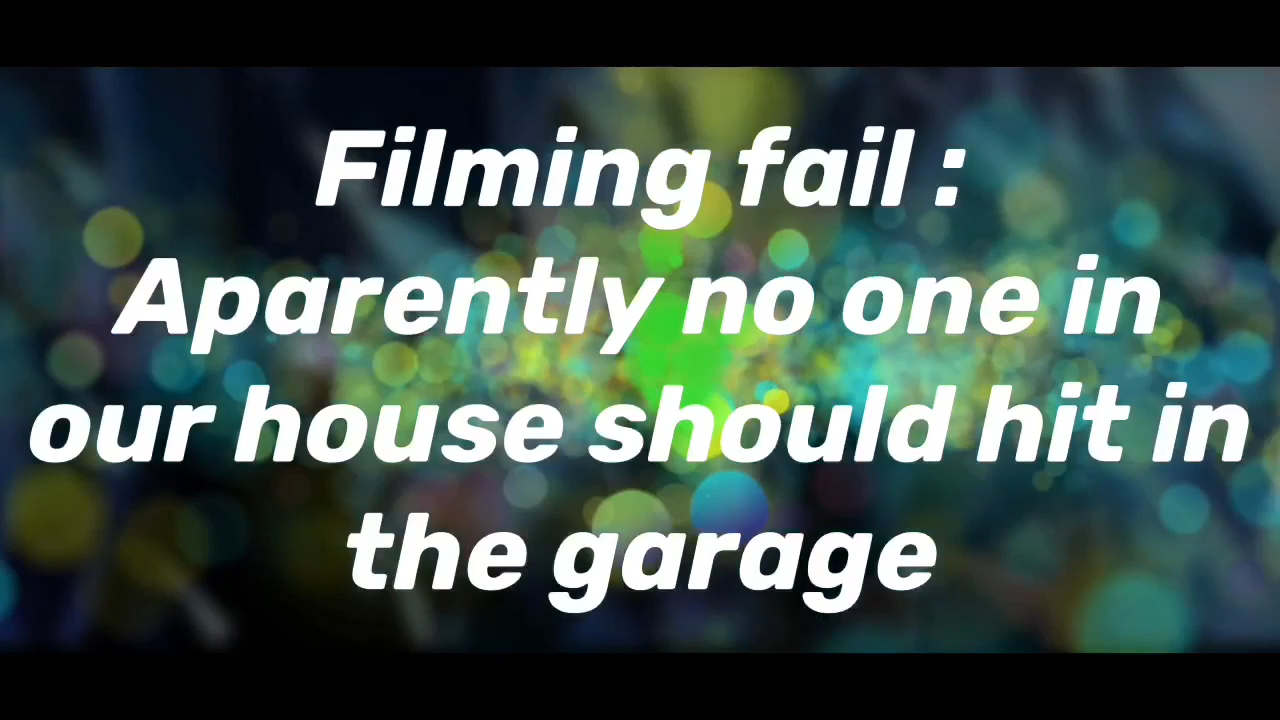 Filming fail :
Aparently no one in
our house should hit in
the garage